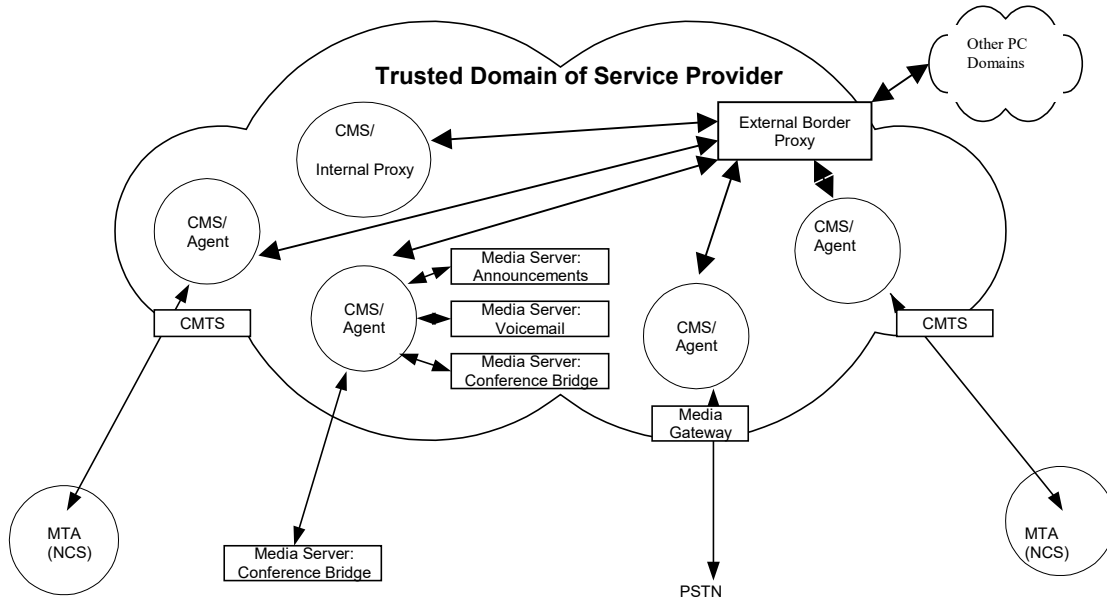 Other PC
Domains
Trusted Domain of Service Provider
External Border
Proxy
CMS/
Internal Proxy
CMS/
Agent
CMS/
Agent
Media Server:
Announcements
CMS/
Agent
Media Server:
Voicemail
CMS/
Agent
CMTS
CMTS
Media Server:
Conference Bridge
Media
Gateway
MTA
(NCS)
MTA
(NCS)
Media Server:
Conference Bridge
PSTN